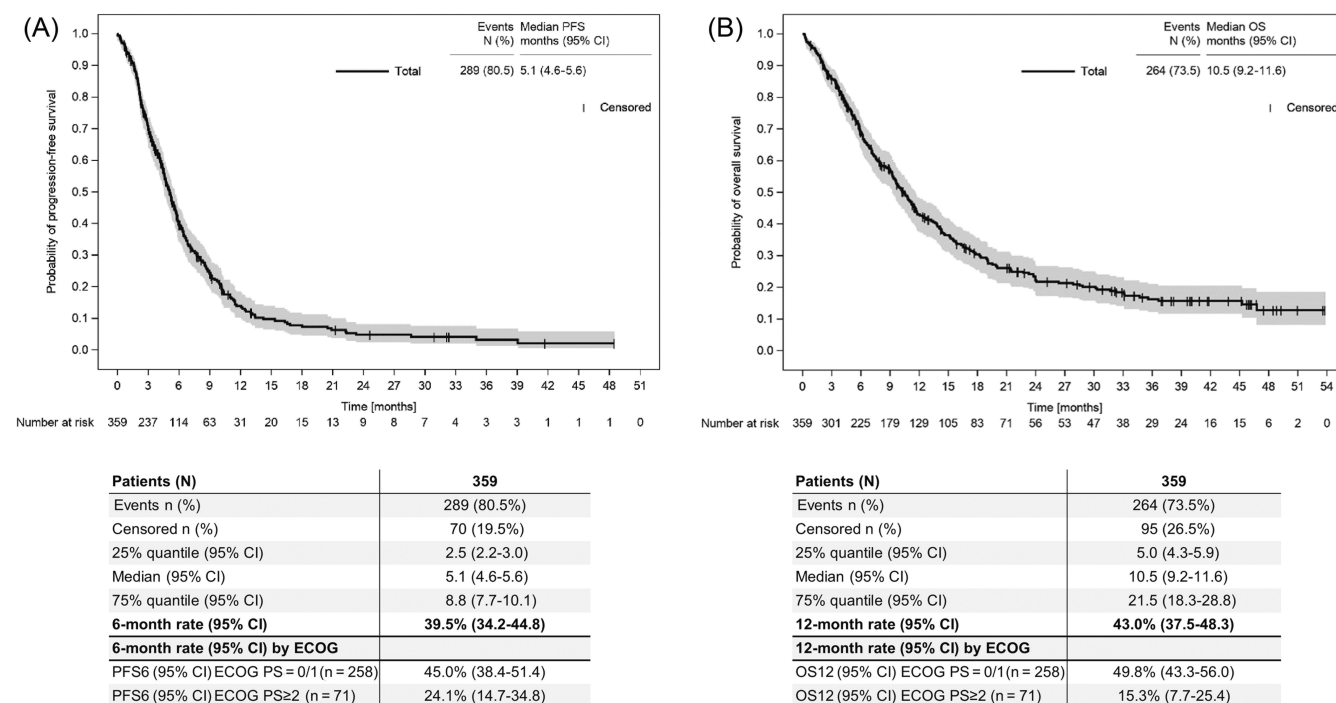 (A)
Events Median PFS
N (%) months (95% CI)
Total 289 (80.5) 5.1 (4.6-5.6)
Censored
Probability of progression-free survival
1.0
0.9
0.8
0.7
0.6
0.5
0.4
0.3
0.2
0.1
0.0
0 3 6 9 12 15 18 21 24 27 30 33 36 39 42 45 48 51
Time [months]
Number at risk 359 237 114 63 31 20 15 13 9 8 7 4 3 3 1 1 1 0
Patients (N) 359
Events n (%) 289 (80.5%)
Censored n (%) 70 (19.5%)
25% quantile (95% CI) 2.5 (2.2-3.0)
Median (95% CI) 5.1 (4.6-5.6)
75% quantile (95% CI) 8.8 (7.7-10.1)
6-month rate (95% CI) 39.5% (34.2-44.8)
6-month rate (95% CI) by ECOG
PFS6 (95% CI) ECOG PS = 0/1 (n = 258) 45.0% (38.4-51.4)
PFS6 (95% CI) ECOG PS≥2 (n = 71) 24.1% (14.7-34.8)
(B)
Events Median OS
N (%) months (95% CI)
Total 264 (73.5) 10.5 (9.2-11.6)
Censored
Probability of overall survival
1.0
0.9
0.8
0.7
0.6
0.5
0.4
0.3
0.2
0.1
0.0
0 3 6 9 12 15 18 21 24 27 30 33 36 39 42 45 48 51 54
Time [months]
Number at risk 359 301 225 179 129 105 83 71 56 53 47 38 29 24 16 15 6 2 0
Patients (N) 359
Events n (%) 264 (73.5%)
Censored n (%) 95 (26.5%)
25% quantile (95% CI) 5.0 (4.3-5.9)
Median (95% CI) 10.5 (9.2-11.6)
75% quantile (95% CI) 21.5 (18.3-28.8)
12-month rate (95% CI) 43.0% (37.5-48.3)
12-month rate (95% CI) by ECOG
OS12 (95% CI) ECOG PS = 0/1 (n = 258) 49.8% (43.3-56.0)
OS12 (95% CI) ECOG PS≥2 (n = 71) 15.3% (7.7-25.4)